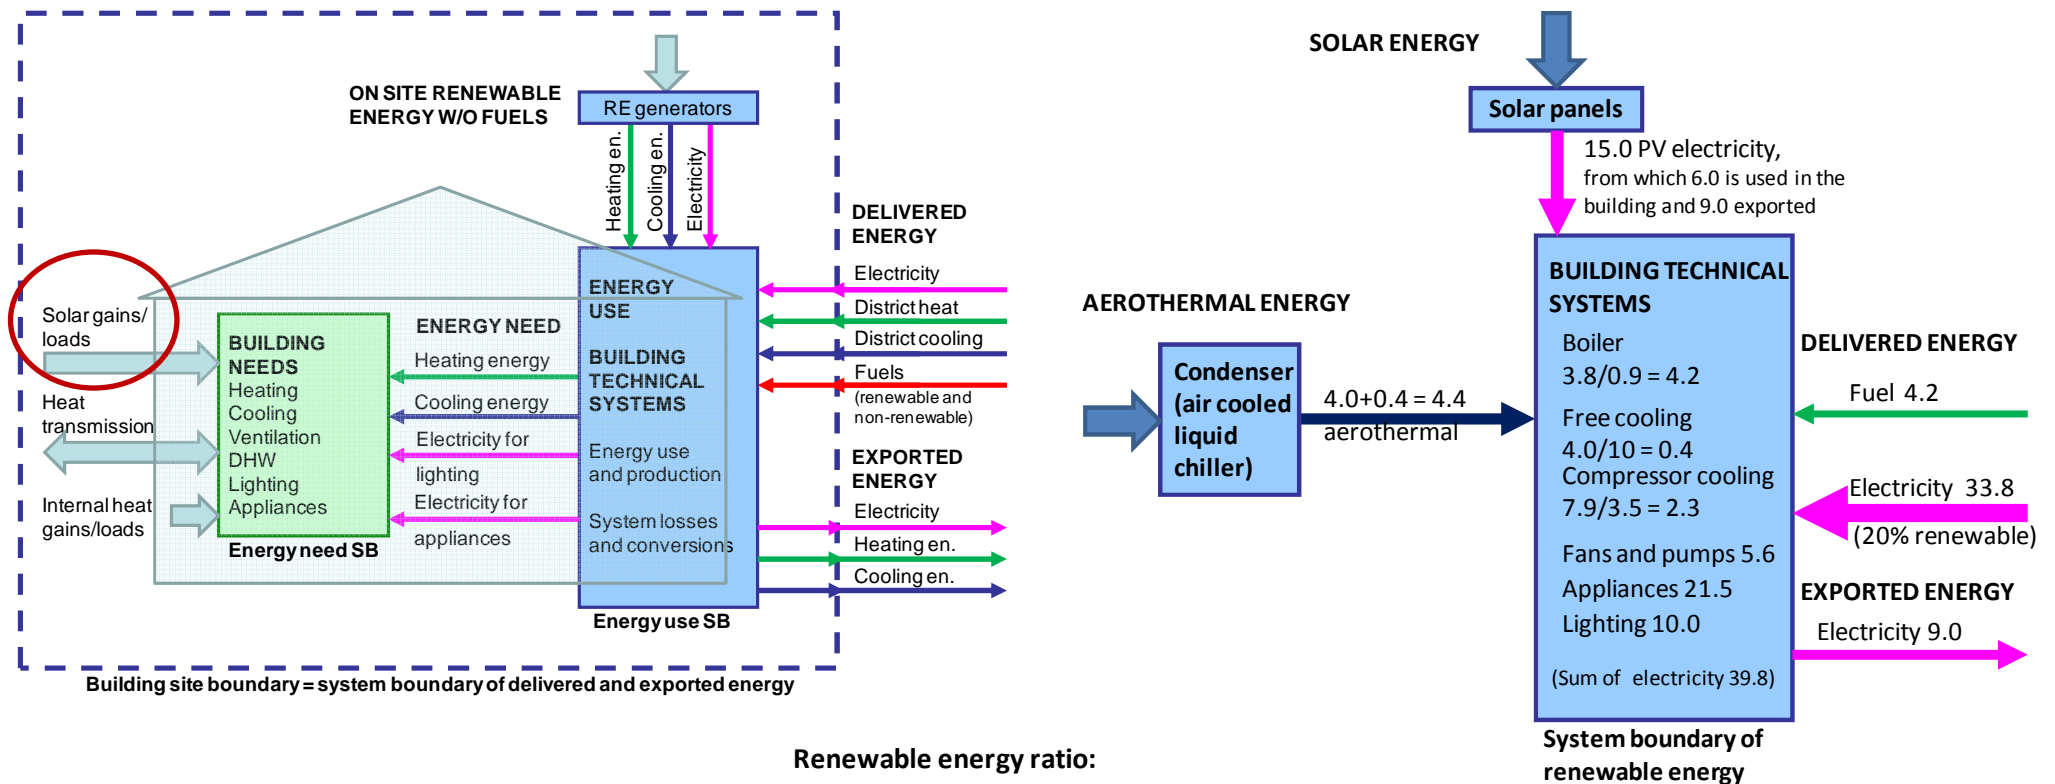 ON SITE RENEWABLE
ENERGY W/O FUELS
RE generators
Heating en.
Cooling en.
Electricity
Solar gains/
loads
Heat
transmission
Internal heat
gains/loads
BUILDING
NEEDS
Heating
Cooling
Ventilation
DHW
Lighting
Appliances
Energy need SB
ENERGY NEED
Heating energy
Cooling energy
Electricity for
lighting
Electricity for
appliances
ENERGY
USE
BUILDING
TECHNICAL
SYSTEMS
Energy use
and production
System losses
and conversions
Energy use SB
DELIVERED
ENERGY
Electricity
District heat
District cooling
Fuels
(renewable and
non-renewable)
EXPORTED
ENERGY
Electricity
Heating en.
Cooling en.
Building site boundary = system boundary of delivered and exported energy
SOLAR ENERGY
Solar panels
15.0 PV electricity,
from which 6.0 is used in the
building and 9.0 exported
AEROTHERMAL ENERGY
Condenser
(air cooled
liquid
chiller)
4.0+0.4 = 4.4
aerothermal
BUILDING TECHNICAL
SYSTEMS
Boiler
3.8/0.9 = 4.2
Free cooling
4.0/10 = 0.4
Compressor cooling
7.9/3.5 = 2.3
Fans and pumps 5.6
Appliances 21.5
Lighting 10.0
(Sum of electricity 39.8)
DELIVERED ENERGY
Fuel 4.2
Electricity 33.8
(20% renewable)
EXPORTED ENERGY
Electricity 9.0
System boundary of
renewable energy
Renewable energy ratio: